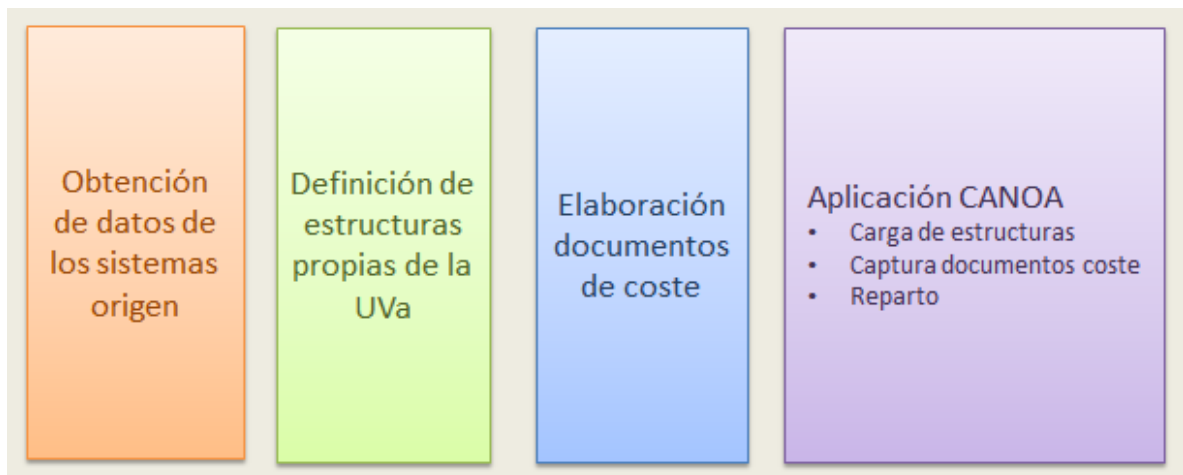 Obtención
de datos de
los sistemas
origen
Definición de
estructuras
propias de la
UVa
Elaboración
documentos
de coste
Aplicación CANOA
• Carga de estructuras
• Captura documentos coste
• Reparto